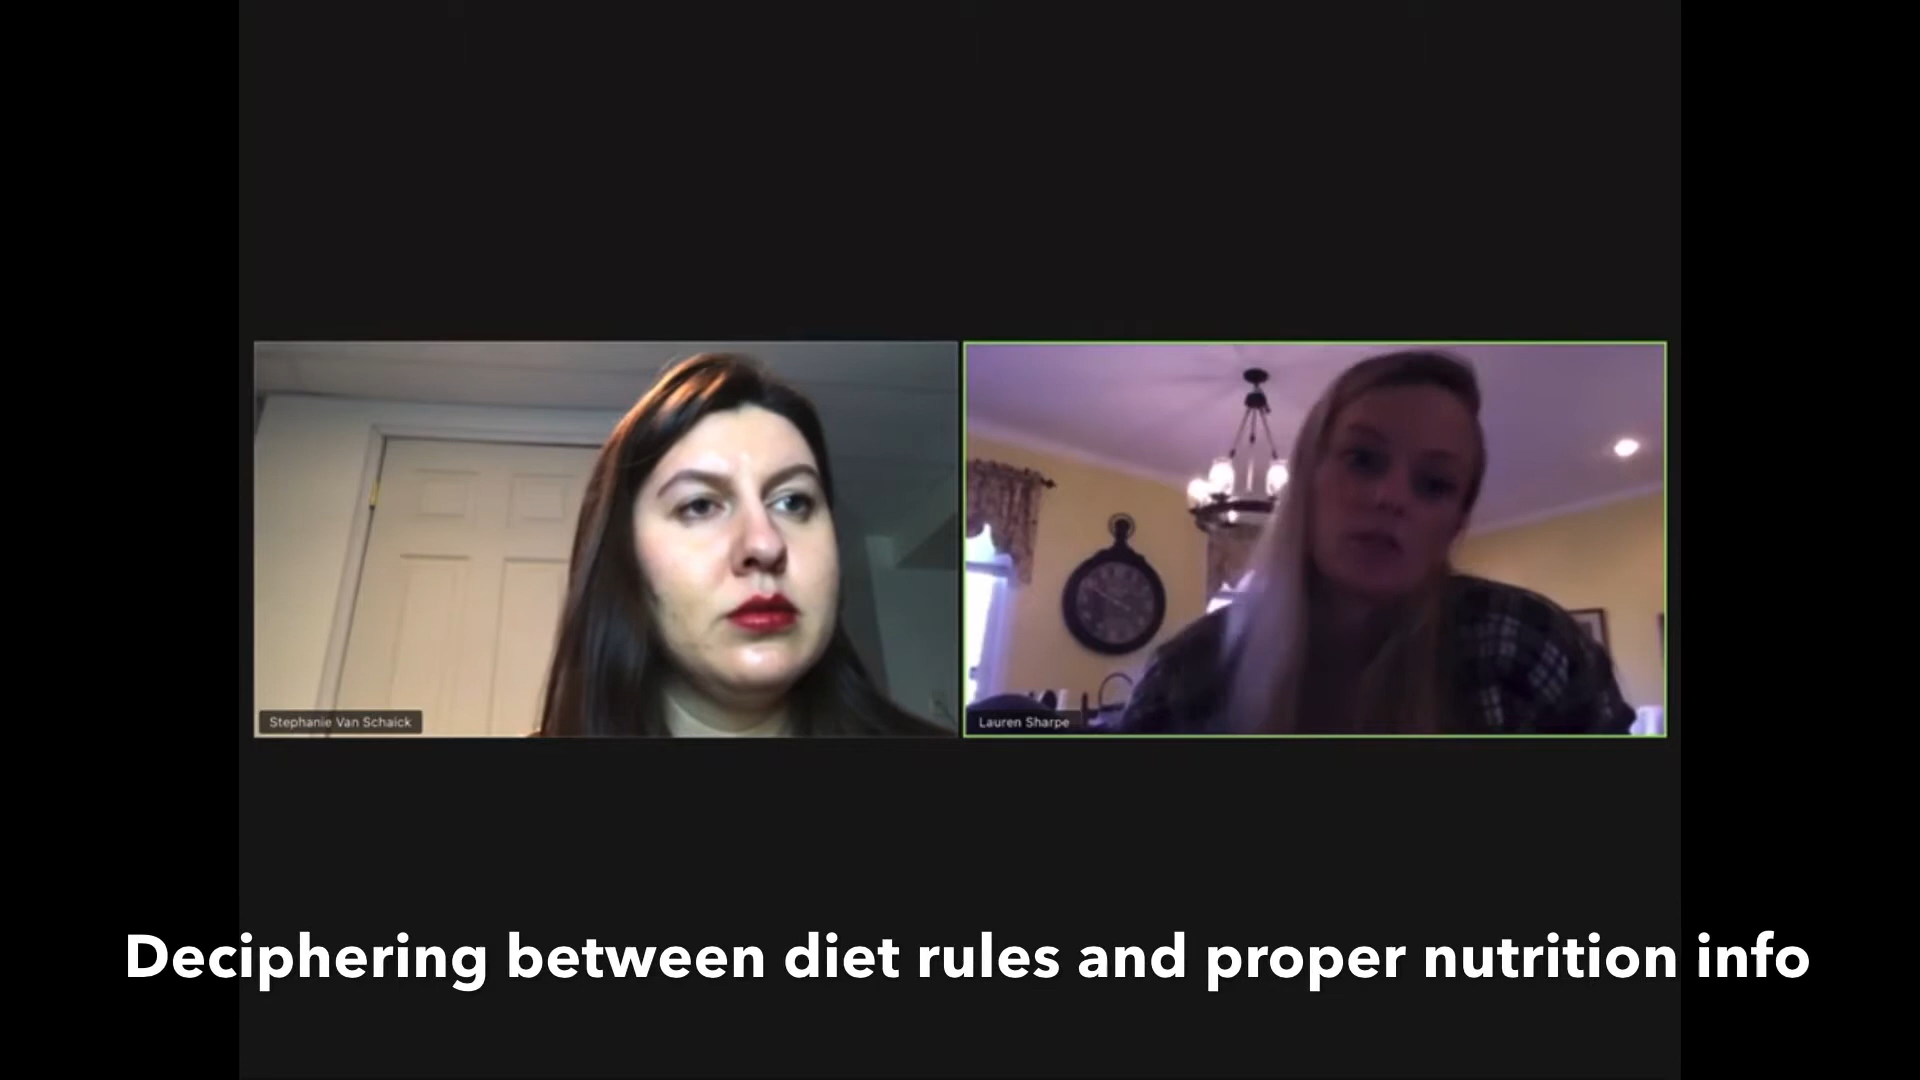 Stephanie Van Schaick
Lauren Sharpe
Deciphering between diet rules and proper nutrition info